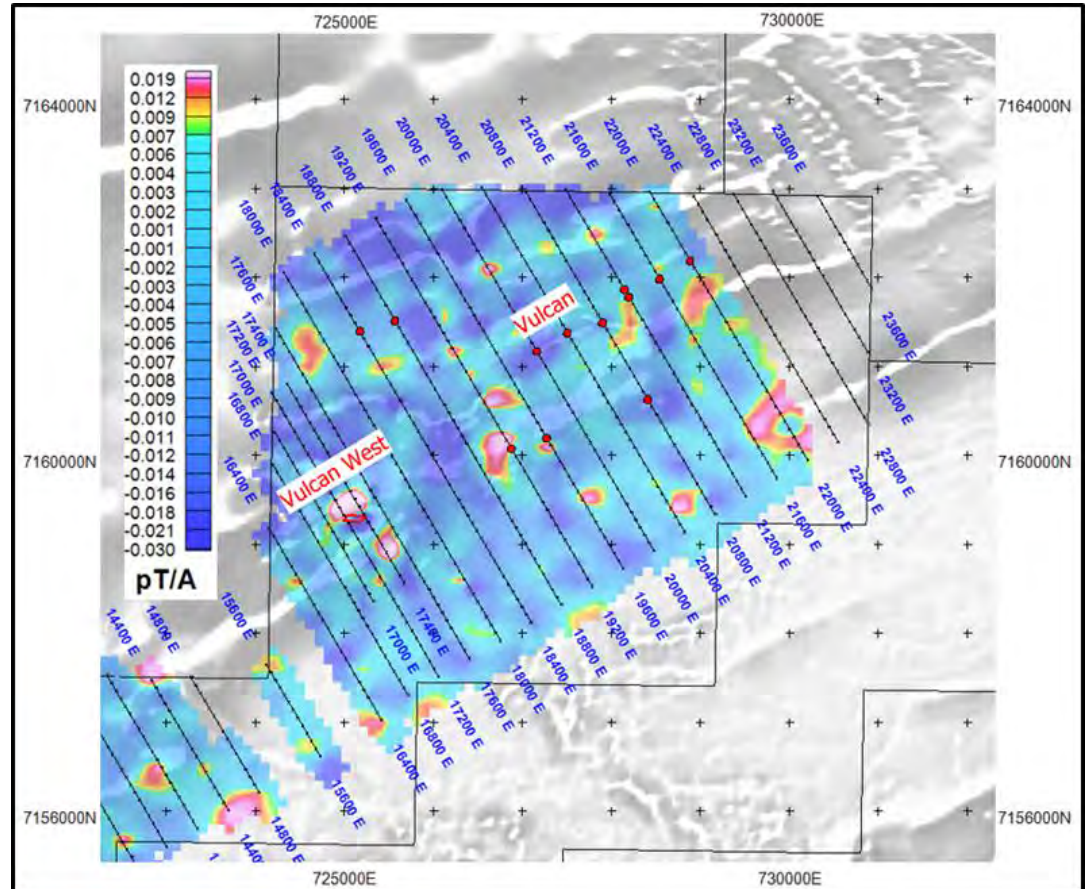 725000E
730000E
7164000N
7164000N
0.019
0.012
0.009
0.007
0.006
0.004
0.003
0.002
0.001
-0.001
-0.002
-0.003
-0.004
-0.005
-0.006
-0.007
-0.008
-0.009
-0.010
-0.011
-0.012
-0.014
-0.016
-0.018
-0.021
-0.030
pT/A
16400 E
16800 E
17000 E
17200 E
17400 E
17600 E
18000 E
18400 E
18800 E
19200 E
19600 E
20000 E
20400 E
20800 E
21200 E
21600 E
22000 E
22400 E
22800 E
23200 E
23600 E
Vulcan
Vulcan West
7160000N
7160000N
23600 E
23200 E
22800 E
22400 E
22000 E
21600 E
21200 E
20800 E
20400 E
20000 E
19600 E
19200 E
18800 E
18400 E
18000 E
17600 E
17400 E
17200 E
17000 E
16800 E
16400 E
14400 E
14800 E
15600 E
15600 E
14800 E
1440
1
7156000N
7156000N
725000E
730000E